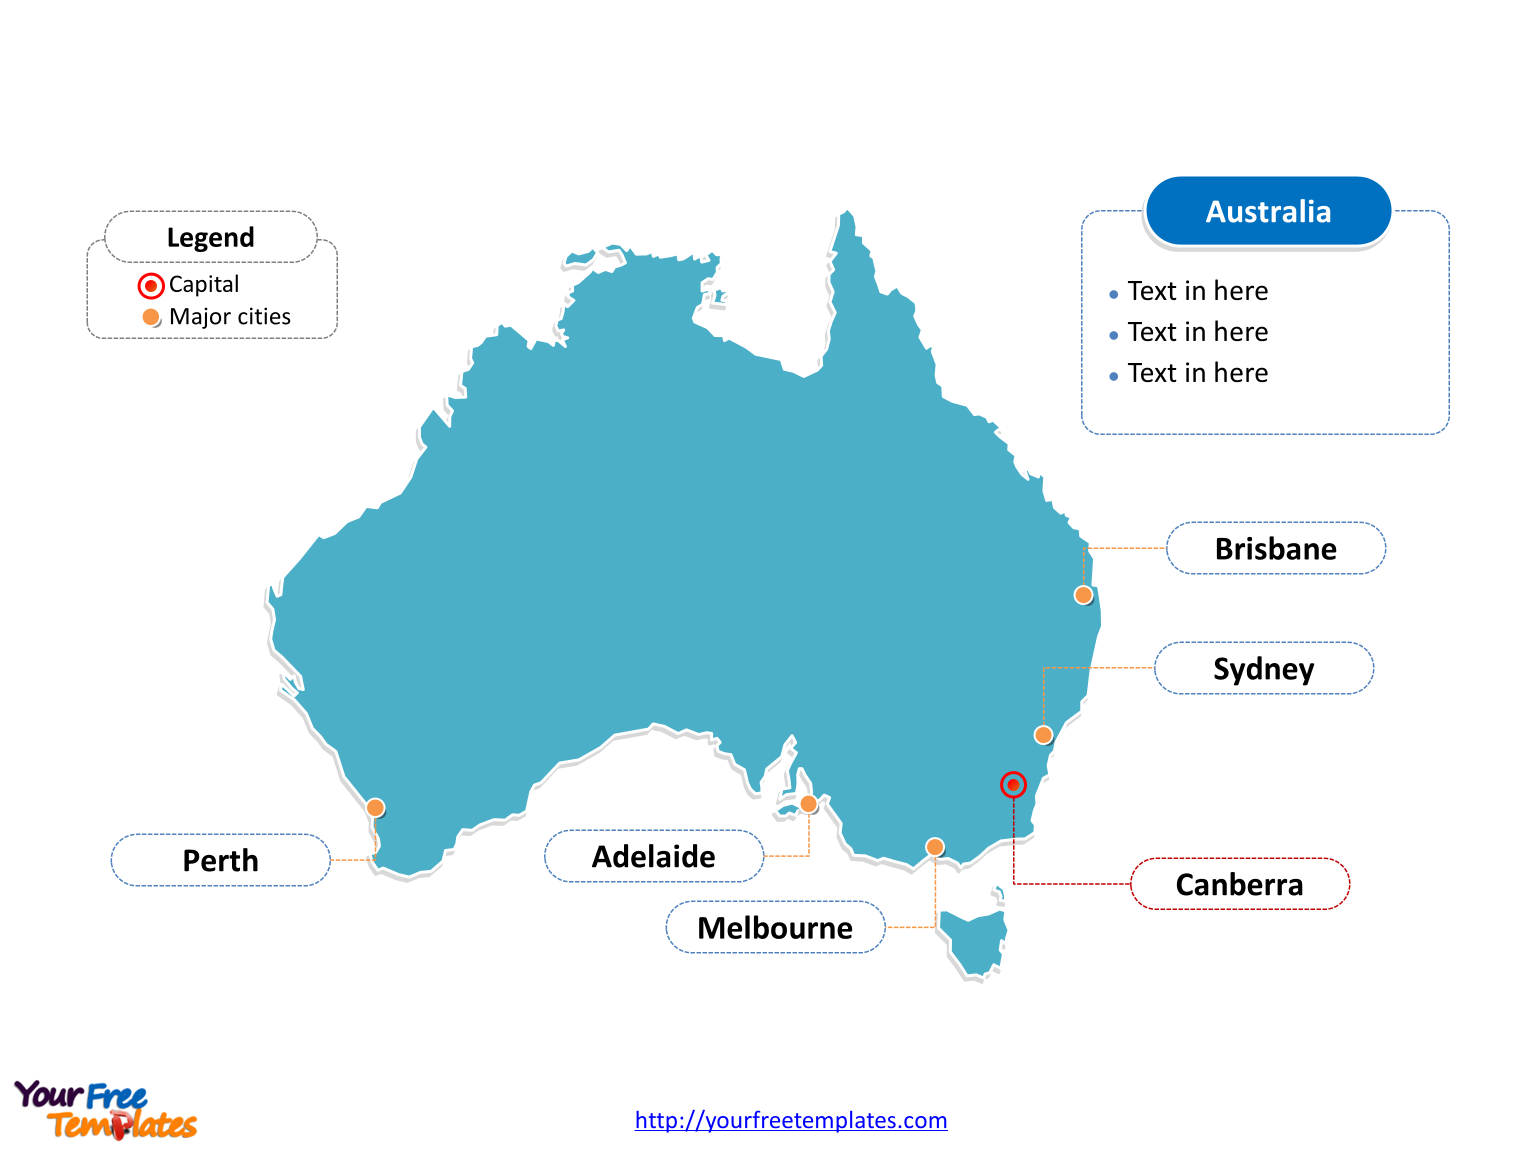 Australia
Legend
Capital
Major cities
Text in here
Text in here
Text in here
Brisbane
Sydney
Perth
Adelaide
Canberra
Melbourne
Your Free
Templates
http://yourfreetemplates.com